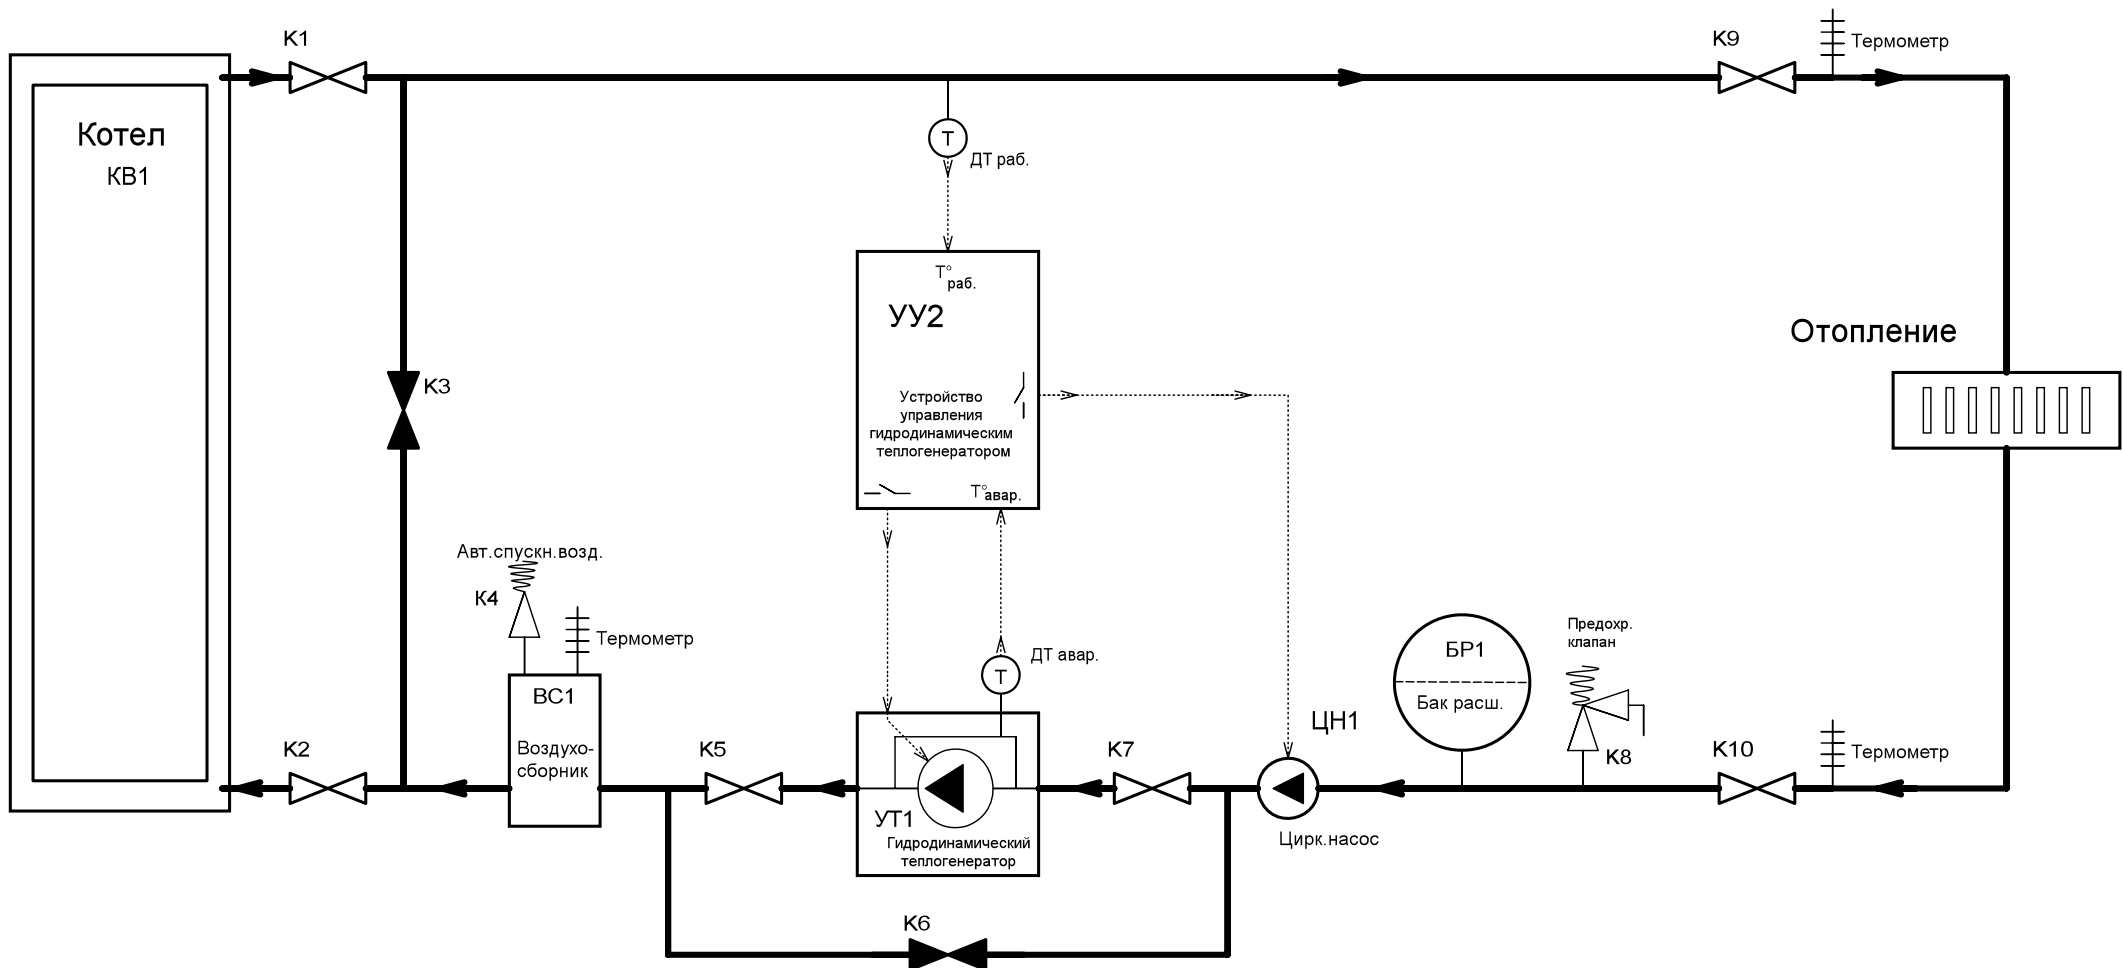 К1
К9
Термометр
Котел
КВ1
Т
ДТ раб.
Т°раб.
УУ2
Отопление
К3
Устройство
управления
гидродинамическим
теплогенератором
Т°авар.
Авт.спускн.возд.
К4
Термометр
ДТ авар.
Т
Предохр.
клапан
БР1
Бак расш.
ВС1
Воздухо-
сборник
К2
К5
К7
ЦН1
К8
К10
Термометр
УТ1
Гидродинамический
теплогенератор
Цирк.насос
К6